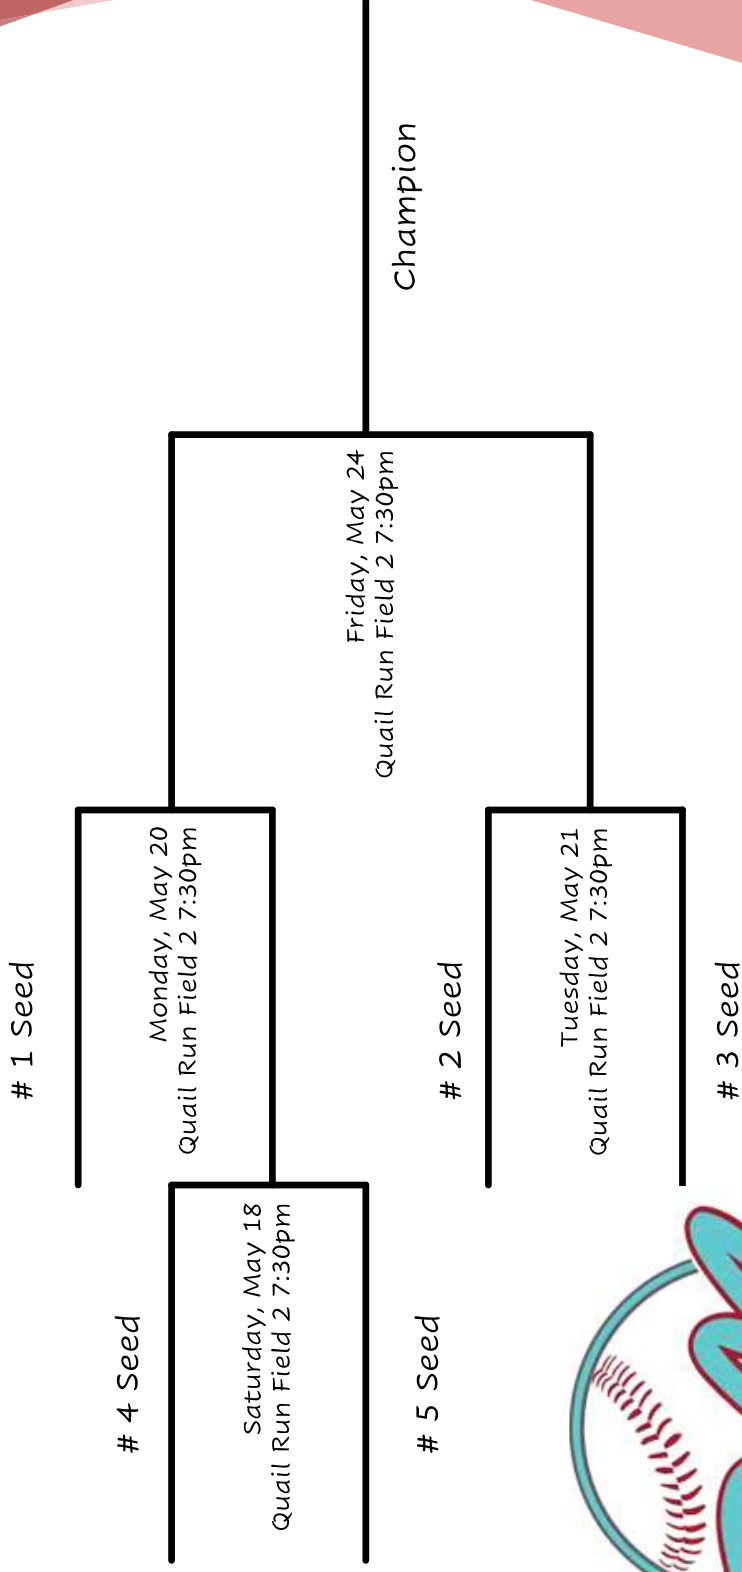 # 1 Seed
Monday, May 20
Quail Run Field 2 7:30pm
# 4 Seed
Saturday, May 18
Quail Run Field 2 7:30pm
# 5 Seed
Friday, May 24
Quail Run Field 2 7:30pm
Champion
# 2 Seed
Tuesday, May 21
Quail Run Field 2 7:30pm
# 3 Seed